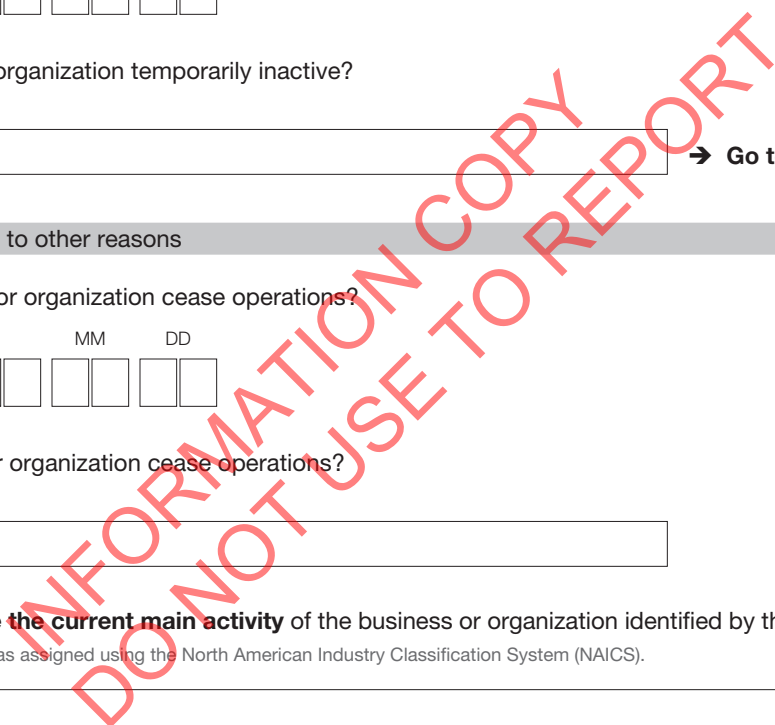 organization temporarily inactive?
➔ Go t
to other reasons
or organization cease operations?
MM DD
organization cease operations?
the current main activity of the business or organization identified by th
as assigned using the North American Industry Classification System (NAICS).
INFORMATION COPY
DO NOT USE TO REPORT